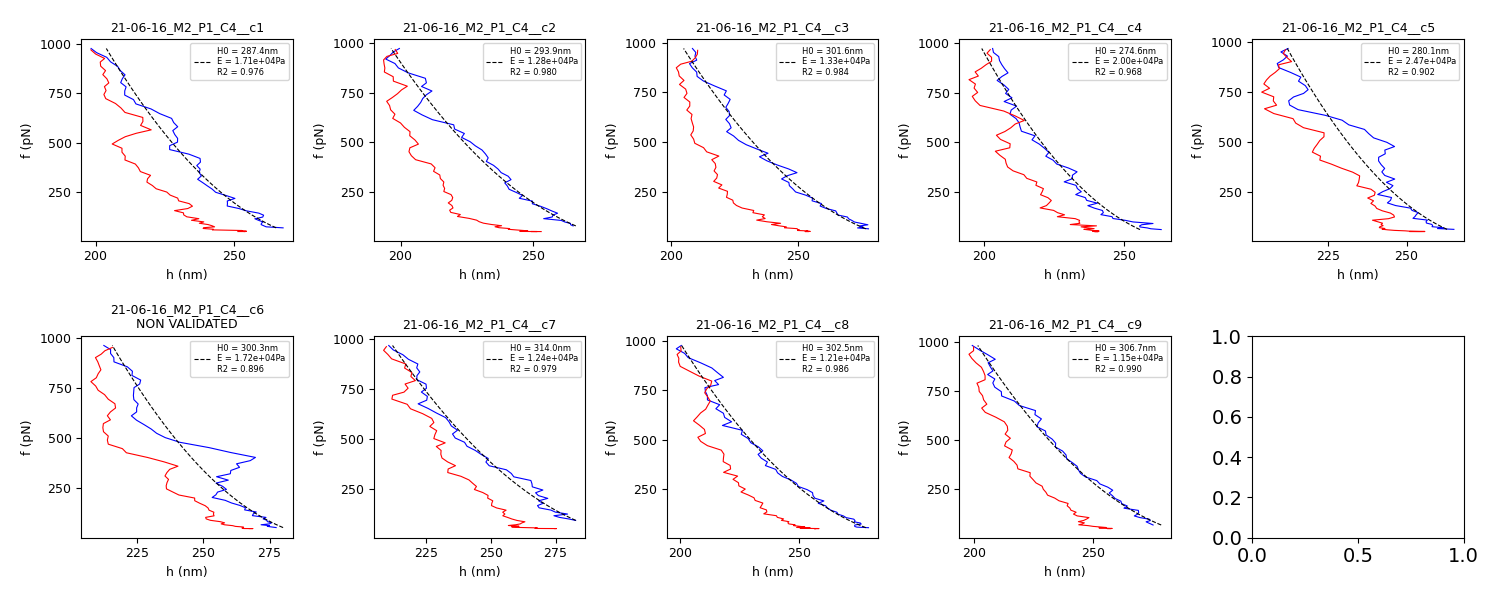 21-06-16_M2_P1_C4__c1
H0 = 287.4nm
E = 1.71e+04Pa
R2 = 0.976
1000
750
500
250
f (pN)
200
250
h (nm)
21-06-16_M2_P1_C4__c2
H0 = 293.9nm
E = 1.28e+04Pa
R2 = 0.980
1000
750
500
250
f (pN)
200
250
h (nm)
21-06-16_M2_P1_C4__c3
H0 = 301.6nm
E = 1.33e+04Pa
R2 = 0.984
1000
750
500
250
f (pN)
200
250
h (nm)
21-06-16_M2_P1_C4__c4
H0 = 274.6nm
E = 2.00e+04Pa
R2 = 0.968
1000
750
500
250
f (pN)
200
250
h (nm)
21-06-16_M2_P1_C4__c5
H0 = 280.1nm
E = 2.47e+04Pa
R2 = 0.902
1000
750
500
250
f (pN)
225
250
h (nm)
21-06-16_M2_P1_C4__c6
NON VALIDATED
H0 = 300.3nm
E = 1.72e+04Pa
R2 = 0.896
1000
750
500
250
f (pN)
225
250
275
h (nm)
21-06-16_M2_P1_C4__c7
H0 = 314.0nm
E = 1.24e+04Pa
R2 = 0.979
1000
750
500
250
f (pN)
225
250
275
h (nm)
21-06-16_M2_P1_C4__c8
H0 = 302.5nm
E = 1.21e+04Pa
R2 = 0.986
1000
750
500
250
f (pN)
200
250
h (nm)
21-06-16_M2_P1_C4__c9
H0 = 306.7nm
E = 1.15e+04Pa
R2 = 0.990
1000
750
500
250
f (pN)
200
250
h (nm)
1.0
0.8
0.6
0.4
0.2
0.0
0.0
0.5
1.0